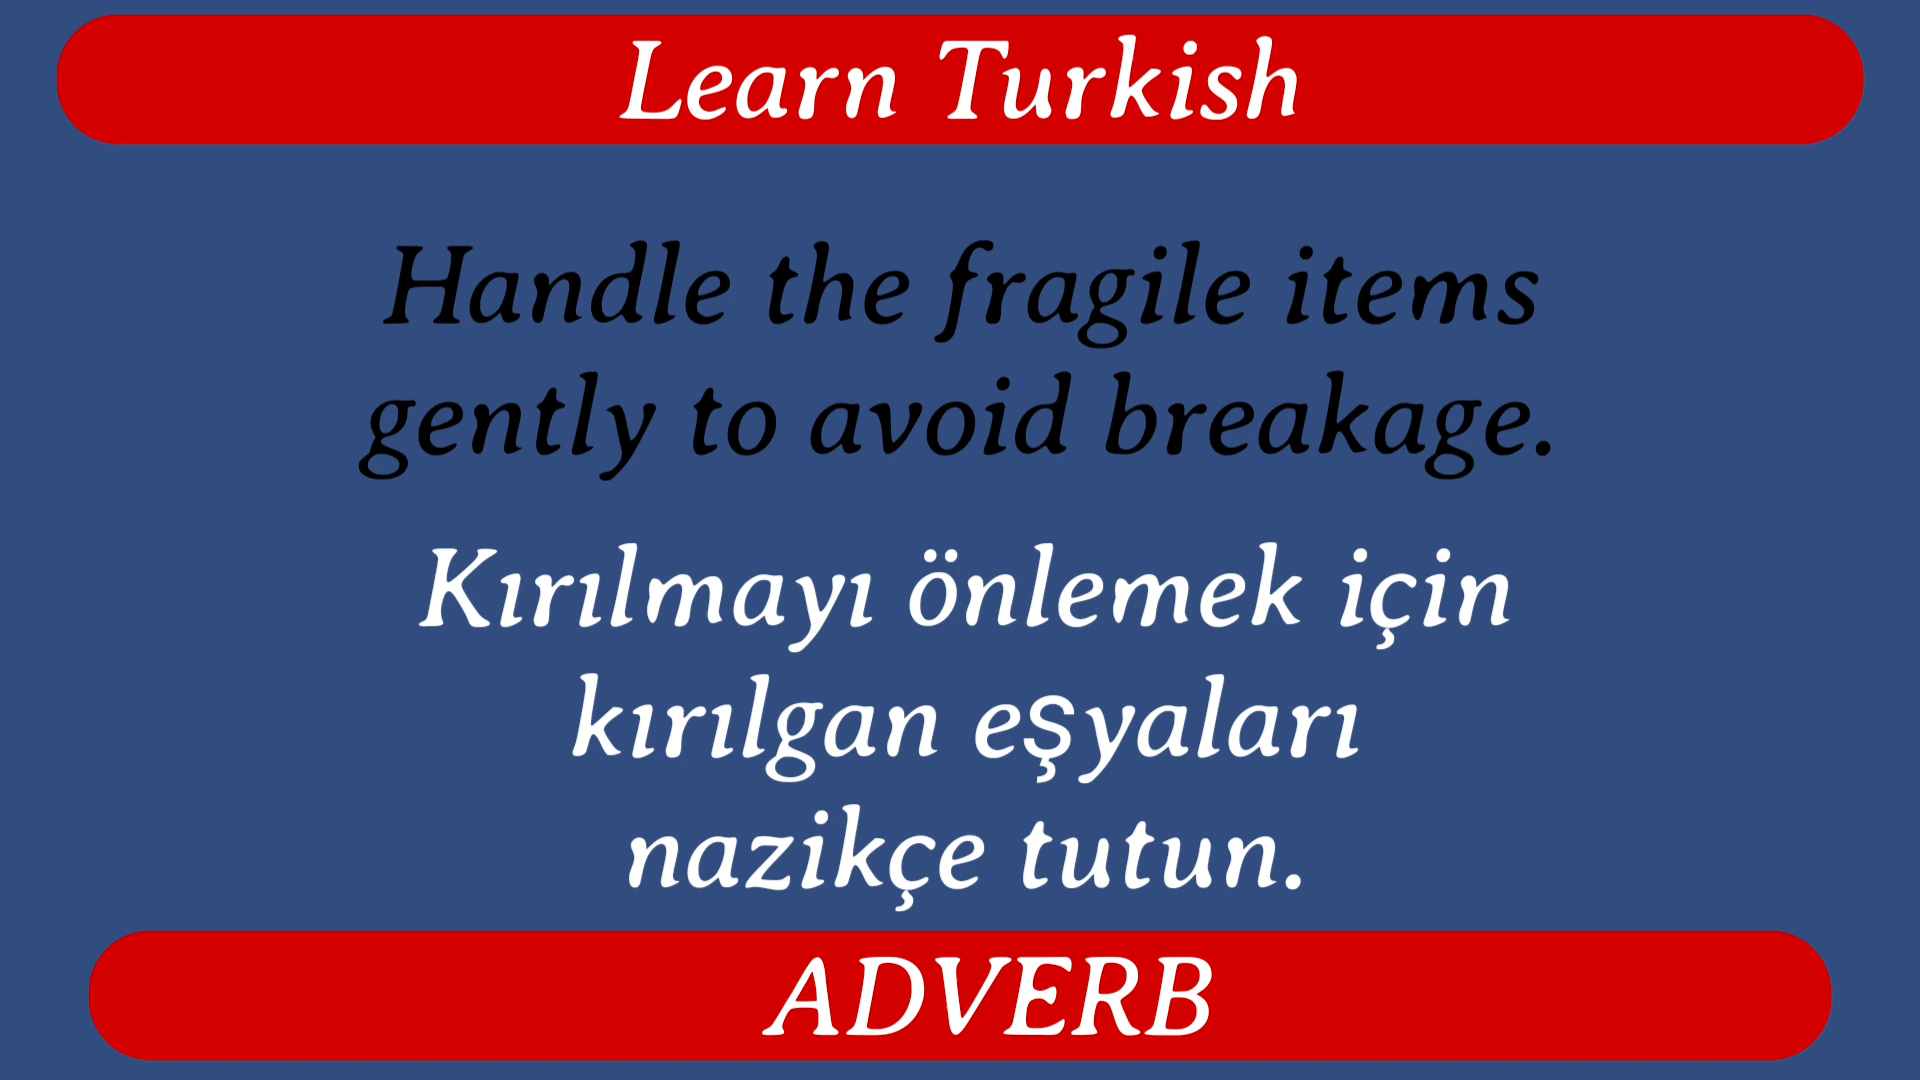 Learn Turkish
Handle the fragile items
gently to avoid breakage.
Kırılmayı önlemek için
kırılgan eşyaları
nazikçe tutun.
ADVERB